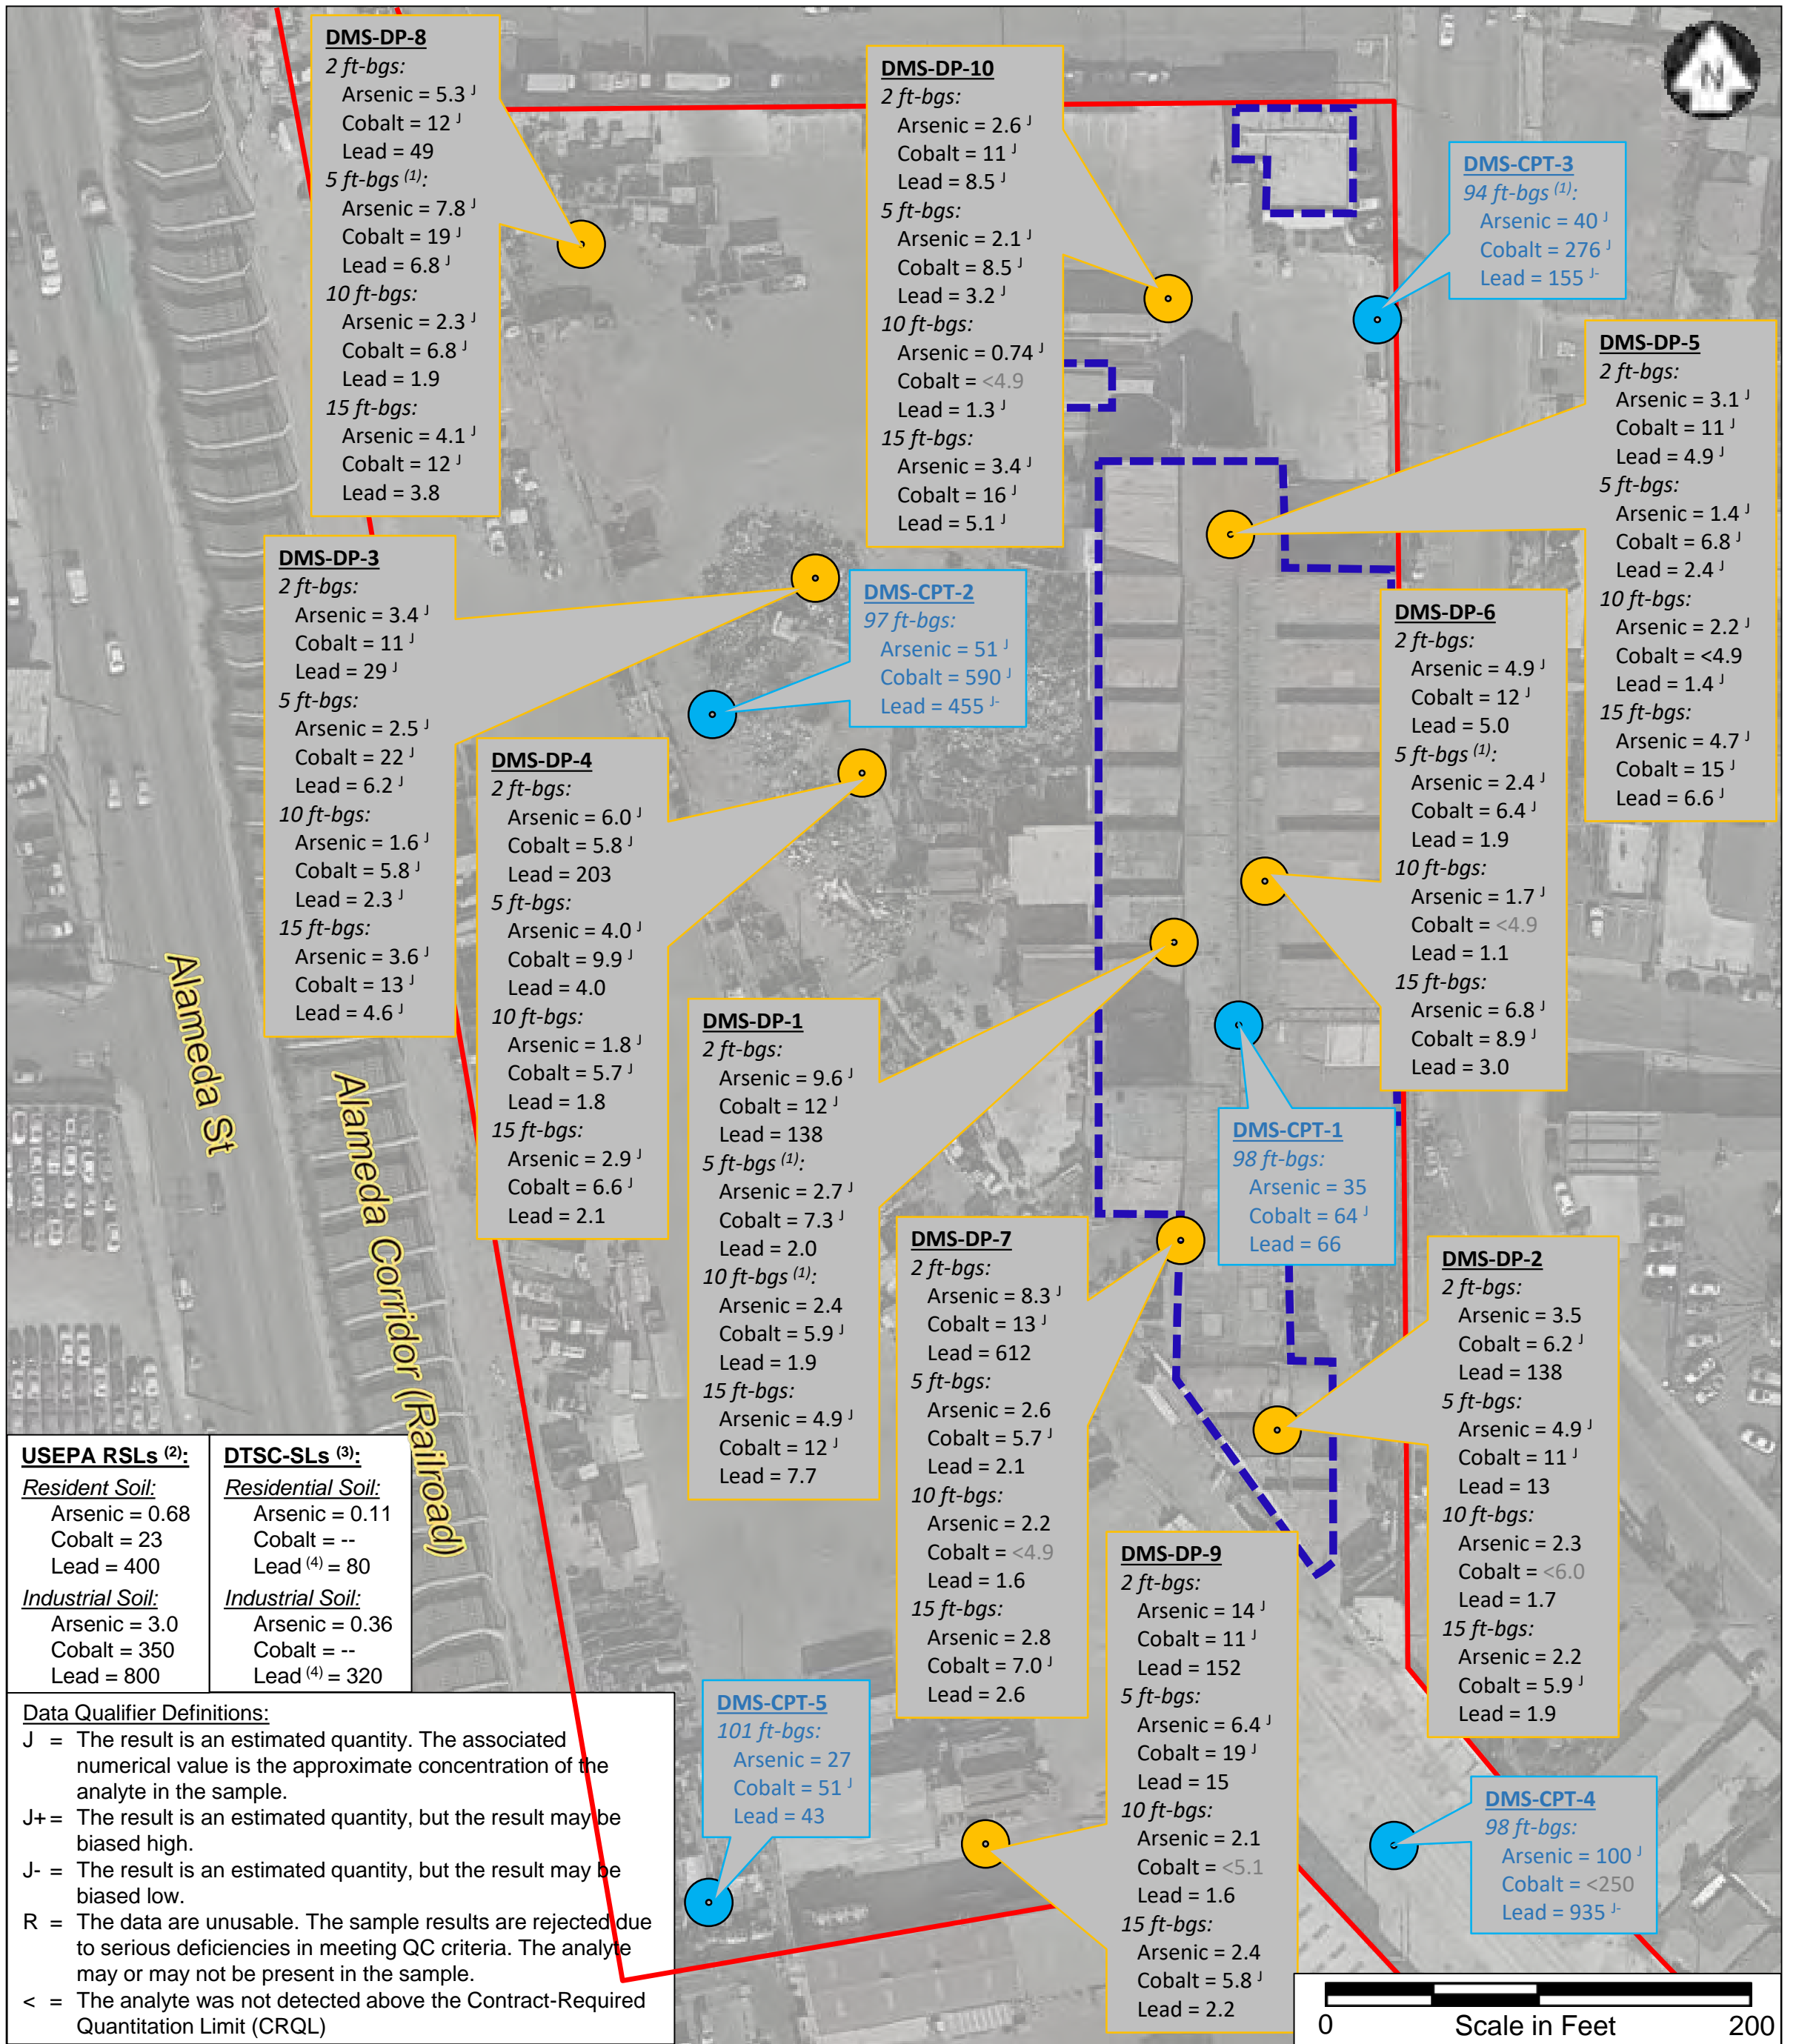 DMS-DP-8
2 ft-bgs:
Arsenic = 5.3 J
Cobalt = 12 J
Lead = 49
5 ft-bgs (1):
Arsenic = 7.8 J
Cobalt = 19 J
Lead = 6.8 J
10 ft-bgs:
Arsenic = 2.3 J
Cobalt = 6.8 J
Lead = 1.9
15 ft-bgs:
Arsenic = 4.1 J
Cobalt = 12 J
Lead = 3.8
DMS-DP-10
2 ft-bgs:
Arsenic = 2.6 J
Cobalt = 11 J
Lead = 8.5 J
5 ft-bgs:
Arsenic = 2.1 J
Cobalt = 8.5 J
Lead = 3.2 J
10 ft-bgs:
Arsenic = 0.74 J
Cobalt = <4.9
Lead = 1.3 J
15 ft-bgs:
Arsenic = 3.4 J
Cobalt = 16 J
Lead = 5.1 J
N
DMS-CPT-3
94 ft-bgs (1):
Arsenic = 40 J
Cobalt = 276 J
Lead = 155 J-
DMS-DP-5
2 ft-bgs:
Arsenic = 3.1 J
Cobalt = 11 J
Lead = 4.9 J
5 ft-bgs:
Arsenic = 1.4 J
Cobalt = 6.8 J
Lead = 2.4 J
10 ft-bgs:
Arsenic = 2.2 J
Cobalt = <4.9
Lead = 1.4 J
15 ft-bgs:
Arsenic = 4.7 J
Cobalt = 15 J
Lead = 6.6 J
DMS-DP-3
2 ft-bgs:
Arsenic = 3.4 J
Cobalt = 11 J
Lead = 29 J
5 ft-bgs:
Arsenic = 2.5 J
Cobalt = 22 J
Lead = 6.2 J
10 ft-bgs:
Arsenic = 1.6 J
Cobalt = 5.8 J
Lead = 2.3 J
15 ft-bgs:
Arsenic = 3.6 J
Cobalt = 13 J
Lead = 4.6 J
DMS-CPT-2
97 ft-bgs:
Arsenic = 51 J
Cobalt = 590 J
Lead = 455 J-
DMS-DP-6
2 ft-bgs:
Arsenic = 4.9 J
Cobalt = 12 J
Lead = 5.0
5 ft-bgs (1):
Arsenic = 2.4 J
Cobalt = 6.4 J
Lead = 1.9
10 ft-bgs:
Arsenic = 1.7 J
Cobalt = <4.9
Lead = 1.1
15 ft-bgs:
Arsenic = 6.8 J
Cobalt = 8.9 J
Lead = 3.0
DMS-DP-4
2 ft-bgs:
Arsenic = 6.0 J
Cobalt = 5.8 J
Lead = 203
5 ft-bgs:
Arsenic = 4.0 J
Cobalt = 9.9 J
Lead = 4.0
10 ft-bgs:
Arsenic = 1.8 J
Cobalt = 5.7 J
Lead = 1.8
15 ft-bgs:
Arsenic = 2.9 J
Cobalt = 6.6 J
Lead = 2.1
Alameda St
Alameda Corridor (Railroad)
DMS-DP-1
2 ft-bgs:
Arsenic = 9.6 J
Cobalt = 12 J
Lead = 138
5 ft-bgs (1):
Arsenic = 2.7 J
Cobalt = 7.3 J
Lead = 2.0
10 ft-bgs (1):
Arsenic = 2.4
Cobalt = 5.9 J
Lead = 1.9
15 ft-bgs:
Arsenic = 4.9 J
Cobalt = 12 J
Lead = 7.7
DMS-CPT-1
98 ft-bgs:
Arsenic = 35
Cobalt = 64 J
Lead = 66
DMS-DP-7
2 ft-bgs:
Arsenic = 8.3 J
Cobalt = 13 J
Lead = 612
5 ft-bgs:
Arsenic = 2.6
Cobalt = 5.7 J
Lead = 2.1
10 ft-bgs:
Arsenic = 2.2
Cobalt = <4.9
Lead = 1.6
15 ft-bgs:
Arsenic = 2.8
Cobalt = 7.0 J
Lead = 2.6
DMS-DP-2
2 ft-bgs:
Arsenic = 3.5
Cobalt = 6.2 J
Lead = 138
5 ft-bgs:
Arsenic = 4.9 J
Cobalt = 11 J
Lead = 13
10 ft-bgs:
Arsenic = 2.3
Cobalt = <6.0
Lead = 1.7
15 ft-bgs:
Arsenic = 2.2
Cobalt = 5.9 J
Lead = 1.9
DMS-DP-9
2 ft-bgs:
Arsenic = 14 J
Cobalt = 11 J
Lead = 152
5 ft-bgs:
Arsenic = 6.4 J
Cobalt = 19 J
Lead = 15
10 ft-bgs:
Arsenic = 2.1
Cobalt = <5.1
Lead = 1.6
15 ft-bgs:
Arsenic = 2.4
Cobalt = 5.8 J
Lead = 2.2
DMS-CPT-5
101 ft-bgs:
Arsenic = 27
Cobalt = 51 J
Lead = 43
DMS-CPT-4
98 ft-bgs:
Arsenic = 100 J
Cobalt = <250
Lead = 935 J-
USEPA RSLs (2):
Resident Soil:
Arsenic = 0.68
Cobalt = 23
Lead = 400
Industrial Soil:
Arsenic = 3.0
Cobalt = 350
Lead = 800
DTSC-SLs (3):
Residential Soil:
Arsenic = 0.11
Cobalt = --
Lead (4) = 80
Industrial Soil:
Arsenic = 0.36
Cobalt = --
Lead (4) = 320
Data Qualifier Definitions:
J = The result is an estimated quantity. The associated
numerical value is the approximate concentration of the
analyte in the sample.
J+ = The result is an estimated quantity, but the result may be
biased high.
J- = The result is an estimated quantity, but the result may be
biased low.
R = The data are unusable. The sample results are rejected due
to serious deficiencies in meeting QC criteria. The analyte
may or may not be present in the sample.
< = The analyte was not detected above the Contract-Required
Quantitation Limit (CRQL)
0 Scale in Feet 200